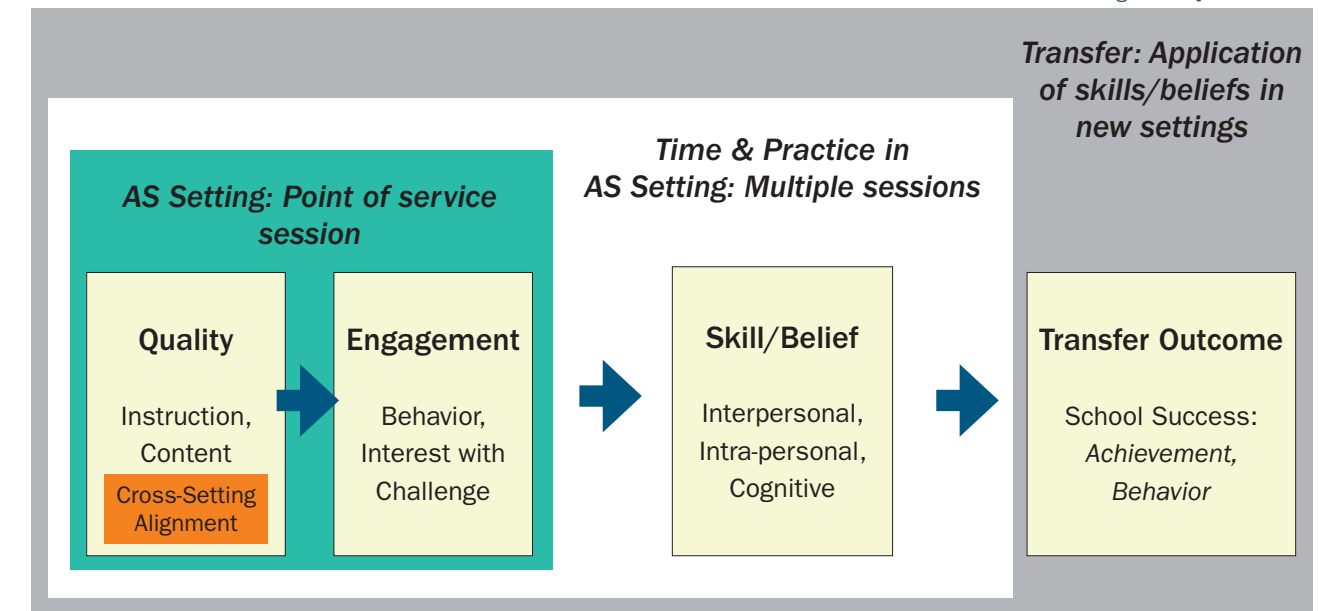 Transfer: Application
of skills/beliefs in
new settings
Time & Practice in
AS Setting: Multiple sessions
AS Setting: Point of service
session
Quality
Instruction,
Content
Cross-Setting
Alignment
Engagement
Behavior,
Interest with
Challenge
Skill/Belief
Interpersonal,
Intra-personal,
Cognitive
Transfer Outcome
School Success:
Achievement,
Behavior